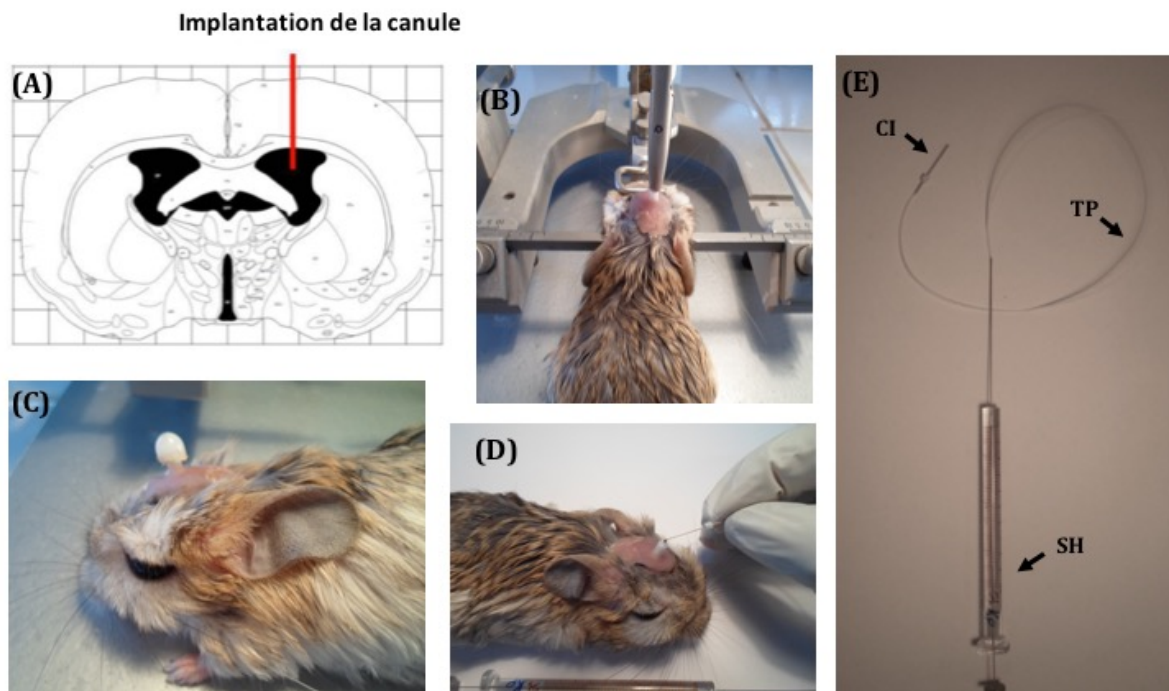 Implantation de la canule
(A)
(B)
(C)
(D)
(E)
CI
TP
SH